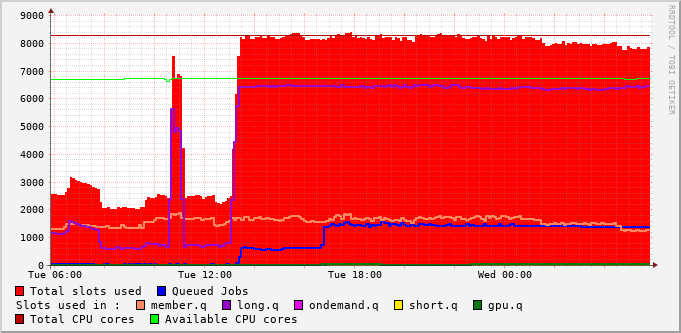 9000
8000
7000
6000
5000
4000
3000
2000
1000
0
Tue 06:00 Tue 12:00 Tue 18:00 Wed 00:00
Total slots used Queued Jobs
Slots used in : member.q long.q ondemand.q short.q gpu.q
Total CPU cores Available CPU cores
RRDTOOL / TOBI OETIKER